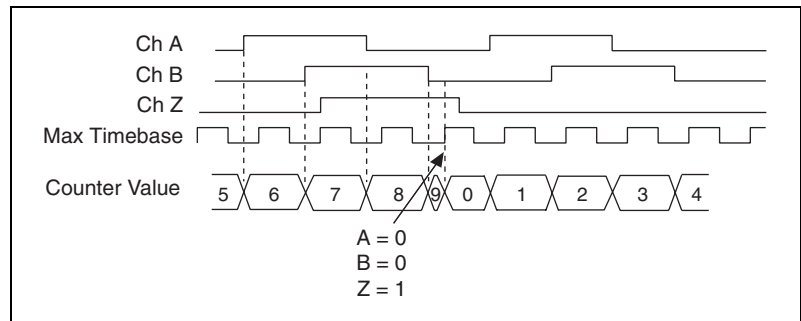 Ch A
Ch B
Ch Z
Max Timebase
Counter Value 5 6 7 8 9 0 1 2 3 4
A = 0
B = 0
Z = 1